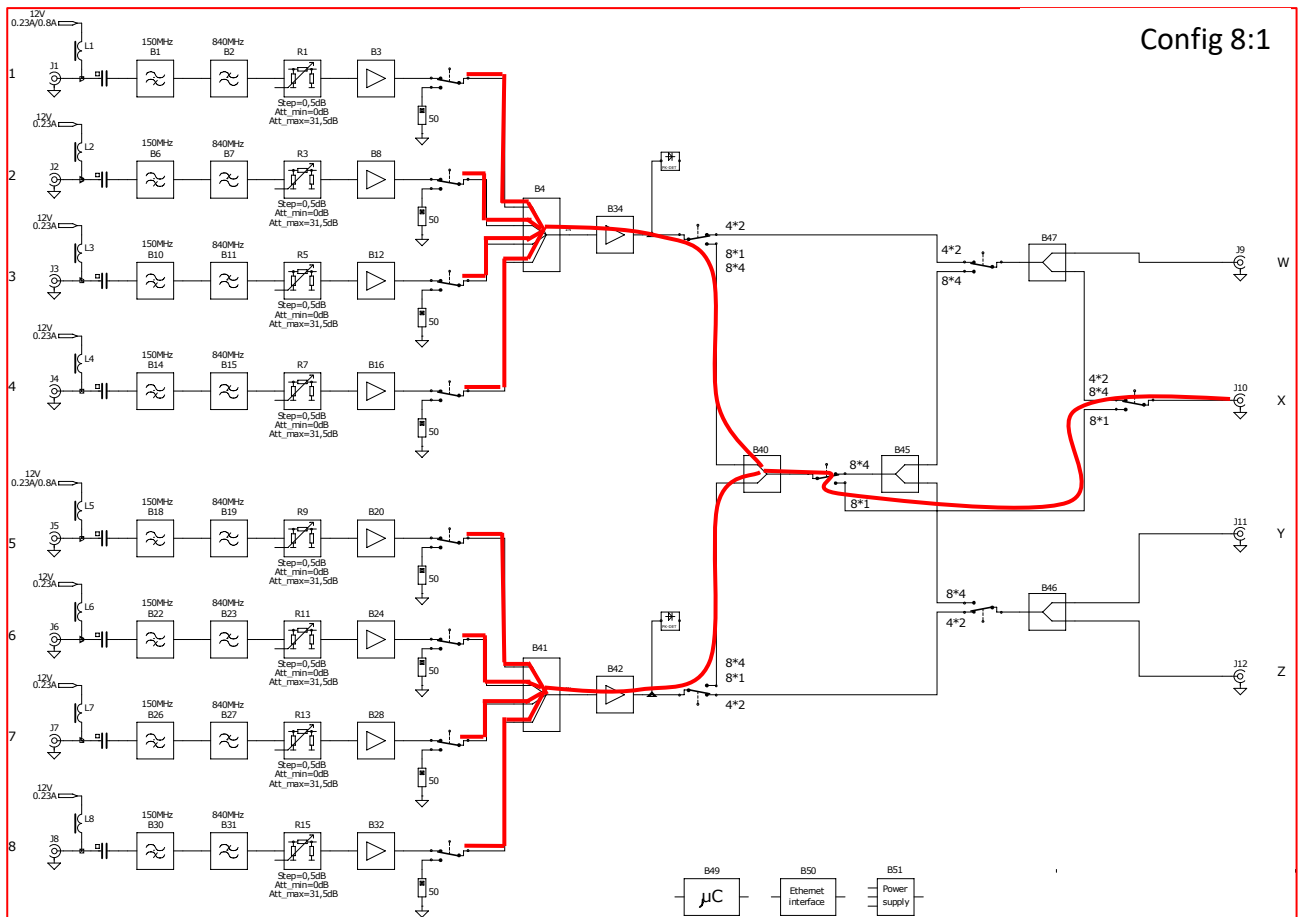 Config 8:1
12V
0.23A/0.8A
L1
J1
1
150MHz
B1
840MHz
B2
R1
Step=0,5dB
Att_min=0dB
Att_max=31,5dB
B3
50
12V
0.23A
L2
J2
2
150MHz
B6
840MHz
B7
R3
Step=0,5dB
Att_min=0dB
Att_max=31,5dB
B8
50
12V
0.23A
L3
J3
3
150MHz
B10
840MHz
B11
R5
Step=0,5dB
Att_min=0dB
Att_max=31,5dB
B12
50
12V
0.23A
L4
J4
4
150MHz
B14
840MHz
B15
R7
Step=0,5dB
Att_min=0dB
Att_max=31,5dB
B16
50
B4
B34
PK-DET
4*2
8*1
8*4
4*2
8*4
B47
J9
W
4*2
8*4
8*1
J10
X
B40
8*4
8*1
B45
12V
0.23A/0.8A
L5
J5
5
150MHz
B18
840MHz
B19
R9
Step=0,5dB
Att_min=0dB
Att_max=31,5dB
B20
50
12V
0.23A
L6
J6
6
150MHz
B22
840MHz
B23
R11
Step=0,5dB
Att_min=0dB
Att_max=31,5dB
B24
50
12V
0.23A
L7
J7
7
150MHz
B26
840MHz
B27
R13
Step=0,5dB
Att_min=0dB
Att_max=31,5dB
B28
50
12V
0.23A
L8
J8
8
150MHz
B30
840MHz
B31
R15
Step=0,5dB
Att_min=0dB
Att_max=31,5dB
B32
50
B41
B42
PK-DET
8*4
8*1
4*2
8*4
4*2
B46
J11
Y
J12
Z
B49
µC
B50
Ethernet
interface
B51
Power
supply